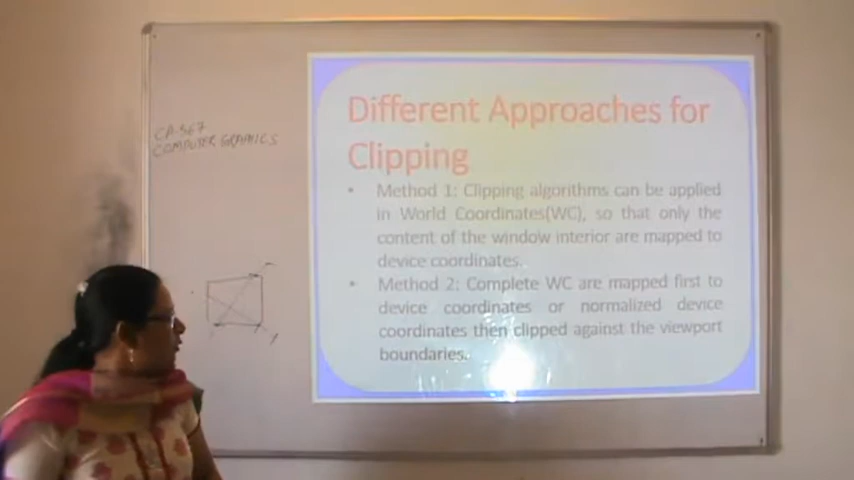 CA-367
COMPUTER GRAPHICS
Different Approaches for
Clipping
• Method 1: Clipping algorithms can be applied
in World Coordinates(WC), so that only the
content of the window interior are mapped to
device coordinates.
• Method 2: Complete WC are mapped first to
device coordinates or normalized device
coordinates then clipped against the viewport
boundaries.